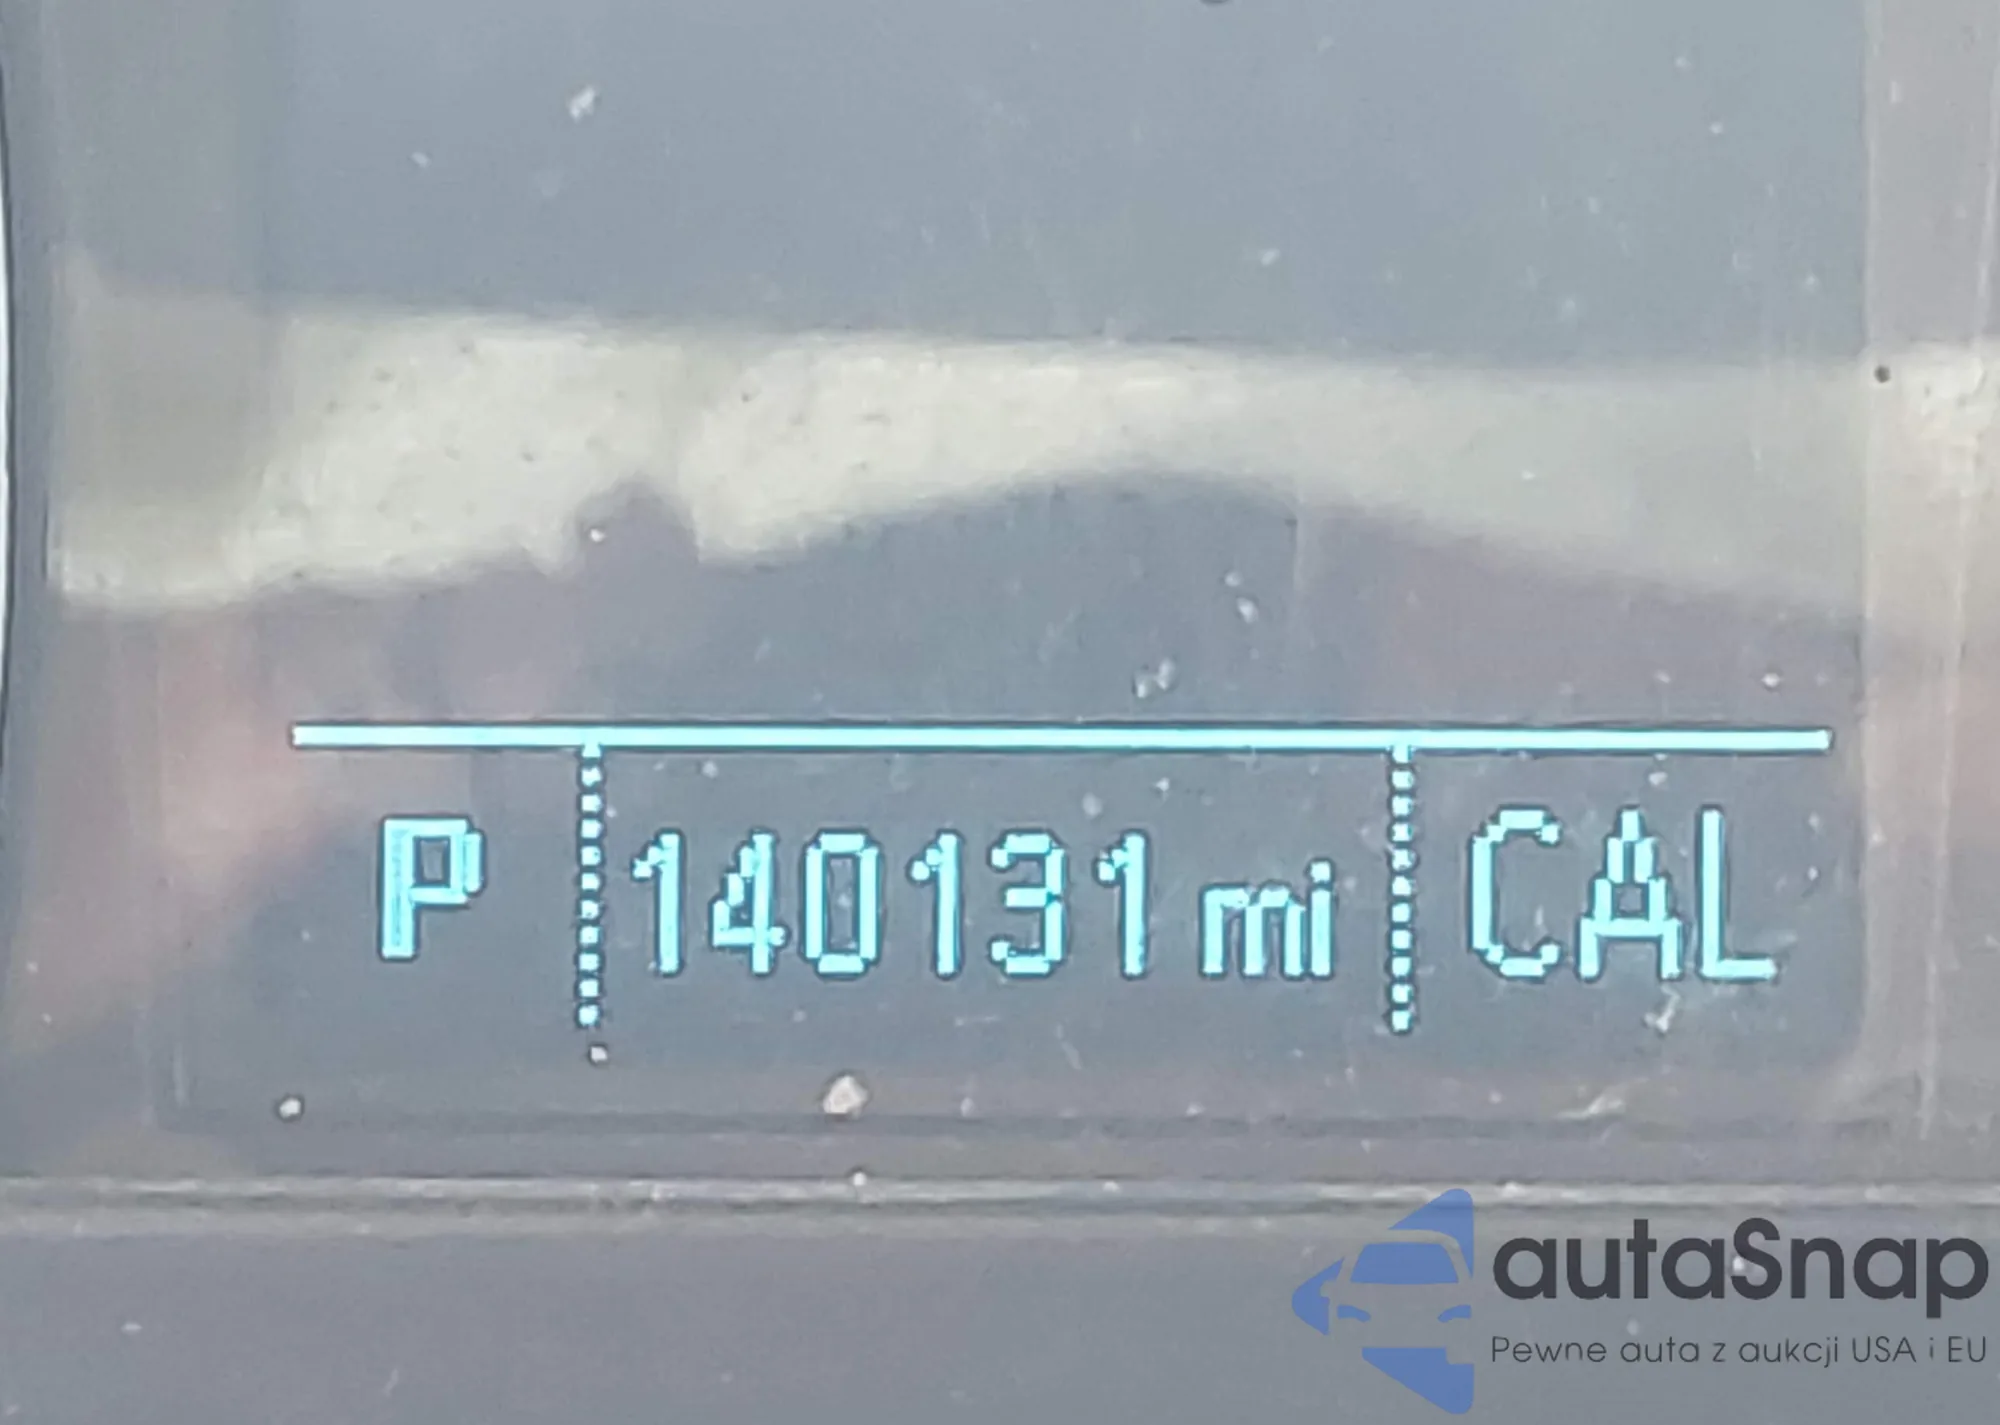 P 140131 mi CAL
autaSnap
Pewne auta z aukcji USA i EU